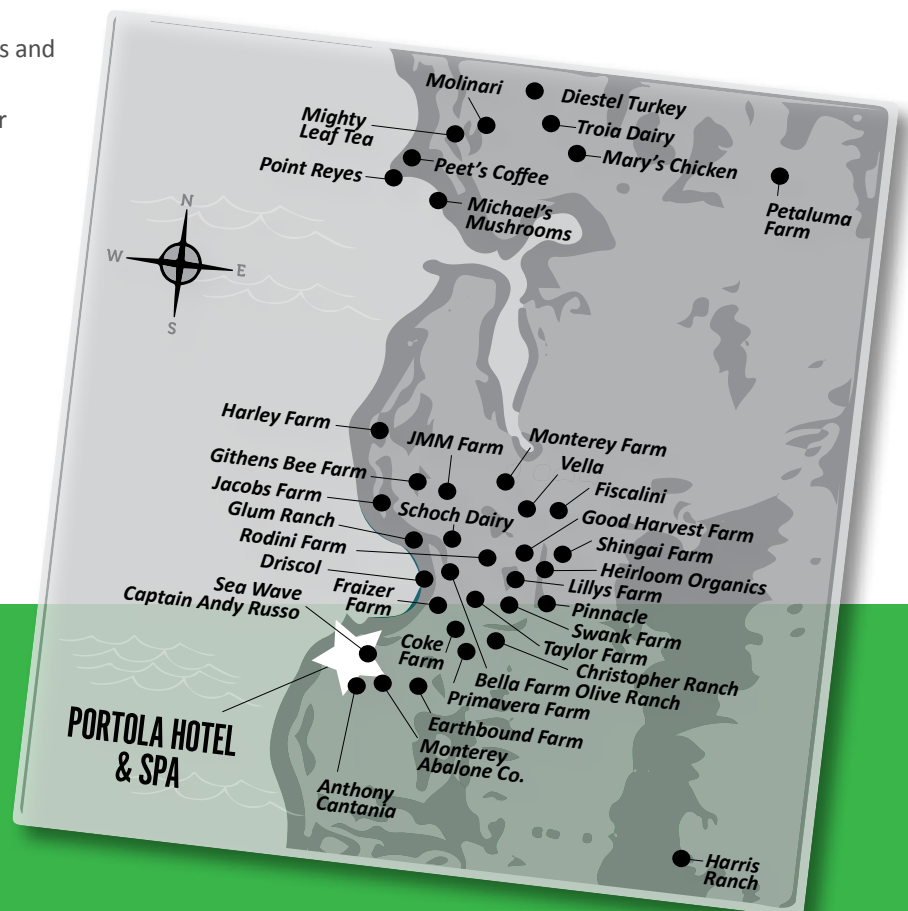 s and
r
Molinari
Diestel Turkey
Mighty
Leaf Tea
Troia Dairy
Mary's Chicken
Point Reyes
Peet's Coffee
Michael's
Mushrooms
Petaluma
Farm
N
W
E
S
Harley Farm
JMM Farm
Monterey Farm
Githens Bee Farm
Vella
Jacobs Farm
Fiscalini
Glum Ranch
Schoch Dairy
Good Harvest Farm
Rodini Farm
Shingai Farm
Driscol
Heirloom Organics
Sea Wave
Captain Andy Russo
Fraizer
Farm
Lillys Farm
Pinnacle
Swank Farm
Taylor Farm
Coke
Farm
Christopher Ranch
Bella Farm Olive Ranch
Primavera Farm
Earthbound Farm
Monterey
Abalone Co.
PORTOLA HOTEL
& SPA
Anthony
Cantania
Harris
Ranch